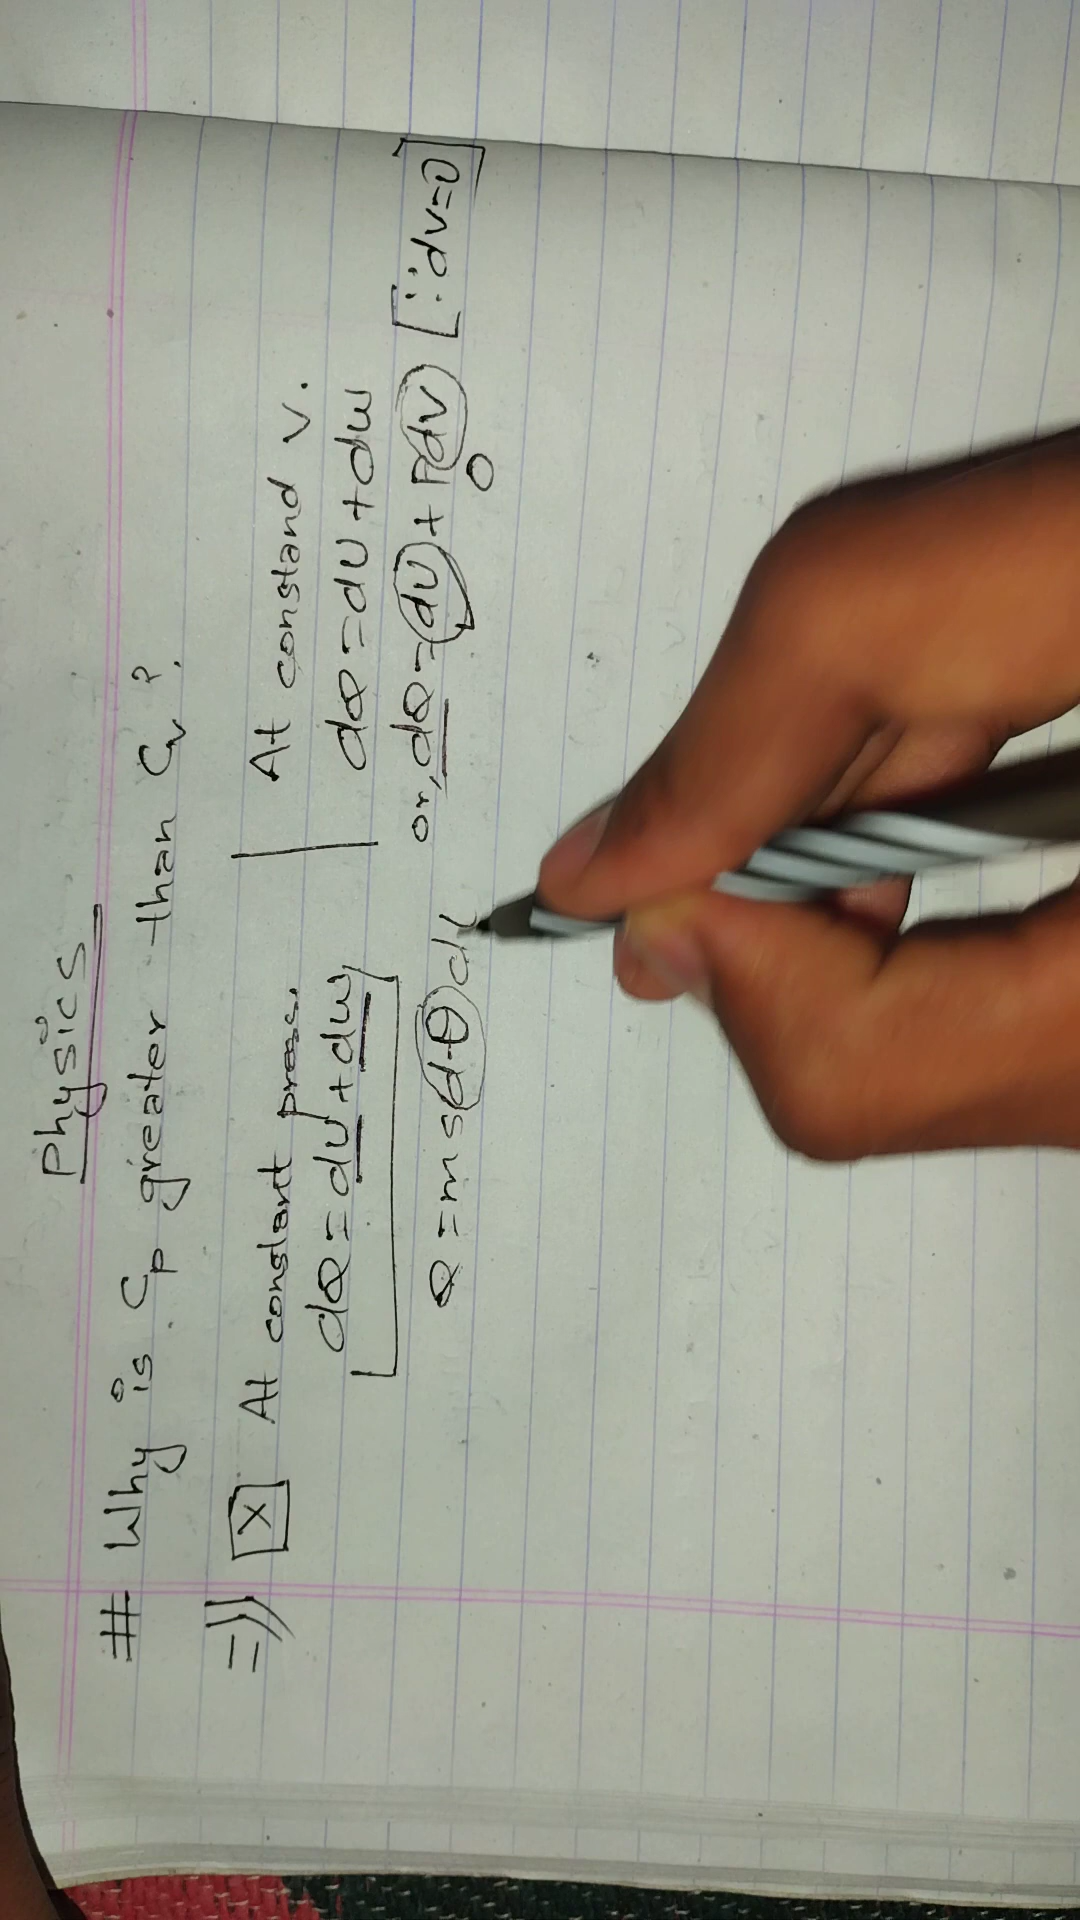 Physics
# Why is Cp greater than Cv?
=>) X At constant press. | At constand V.
dQ = dU + dw | dQ = dU + dw
or, dQ = dU + Pdv [∵ dv=0]
0
Q = m s dθ